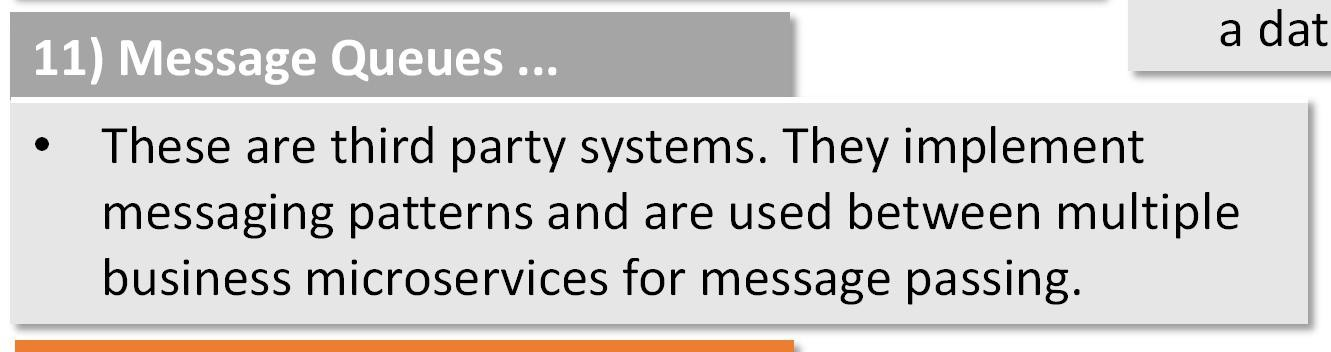 a dat
11) Message Queues ...
• These are third party systems. They implement
messaging patterns and are used between multiple
business microservices for message passing.